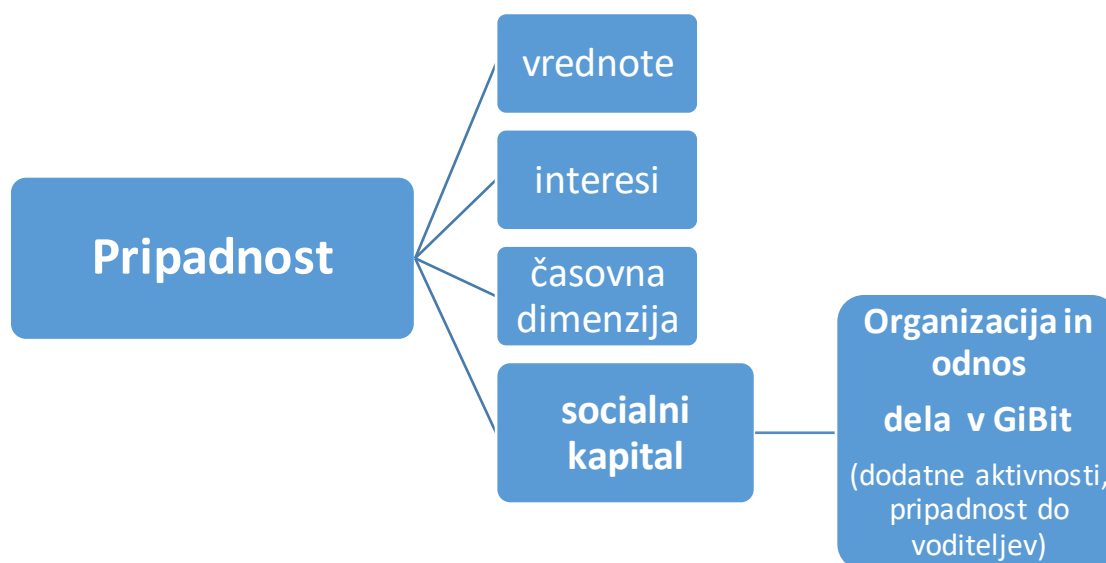 Pripadnost
vrednote
interesi
časovna
dimenzija
socialni
kapital
Organizacija in
odnos
dela v GiBit
(dodatne aktivnosti,
pripadnost do
voditeljev)